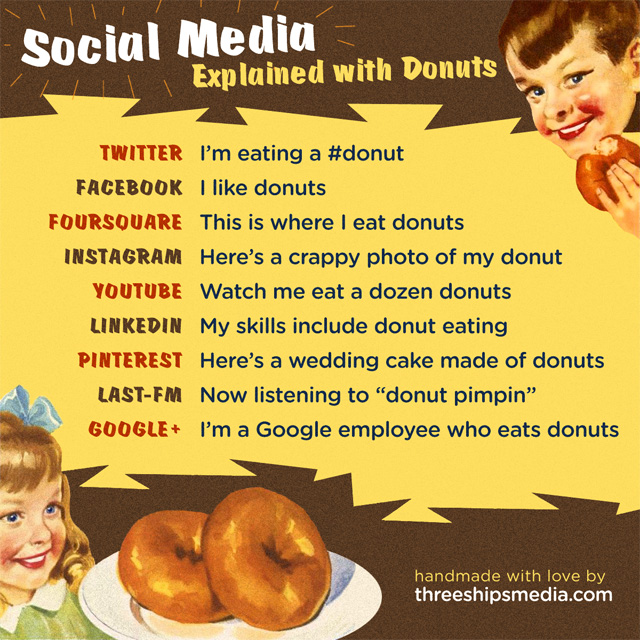 Social Media
Explained with Donuts
TWITTER I'm eating a #donut
FACEBOOK I like donuts
FOURSQUARE This is where I eat donuts
INSTAGRAM Here's a crappy photo of my donut
YOUTUBE Watch me eat a dozen donuts
LINKEDIN My skills include donut eating
PINTEREST Here's a wedding cake made of donuts
LAST-FM Now listening to “donut pimpin”
GOOGLE+ I'm a Google employee who eats donuts
handmade with love by
threeshipsmedia.com